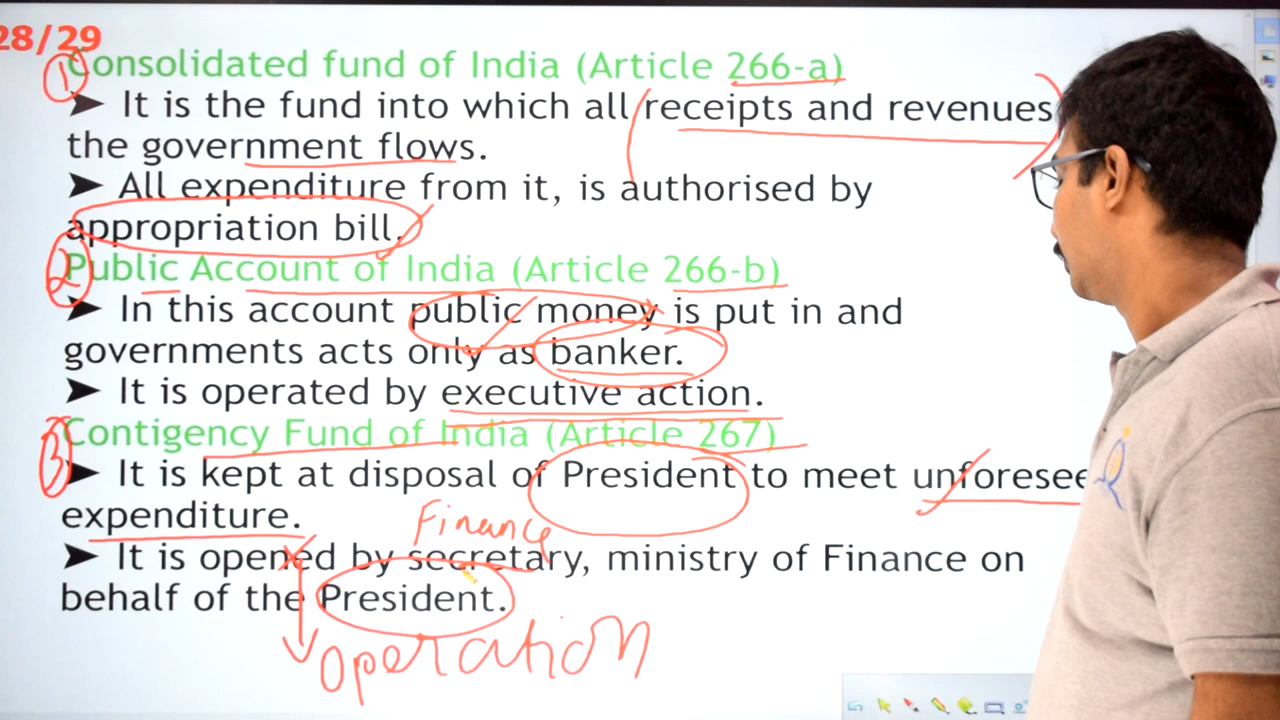 28/29
① Consolidated fund of India (Article 266-a)
➤ It is the fund into which all receipts and revenues
the government flows.
➤ All expenditure from it, is authorised by
appropriation bill.
② Public Account of India (Article 266-b)
➤ In this account public money is put in and
governments acts only as banker.
➤ It is operated by executive action.
③ Contigency Fund of India (Article 267)
➤ It is kept at disposal of President to meet unforesee
expenditure.
Finance
➤ It is opened by secretary, ministry of Finance on
behalf of the President.
Operation